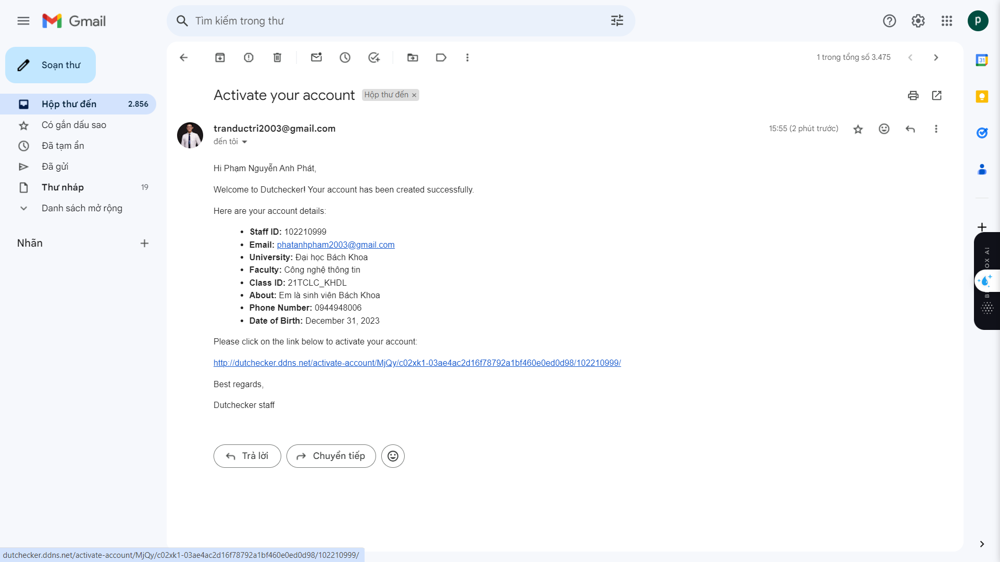 Gmail
Tìm kiếm trong thư
p
Soạn thư
Hộp thư đến 2.856
Có gắn dấu sao
Đã tạm ẩn
Đã gửi
Thư nháp 19
Danh sách mở rộng
Nhãn
1 trong tổng số 3.475
31
Activate your account Hộp thư đến ×
tranductri2003@gmail.com
15:55 (2 phút trước)
đến tôi
Hi Phạm Nguyễn Anh Phát,
Welcome to Dutchecker! Your account has been created successfully.
Here are your account details:
• Staff ID: 102210999
• Email: phatanhpham2003@gmail.com
• University: Đại học Bách Khoa
• Faculty: Công nghệ thông tin
• Class ID: 21TCLC_KHDL
• About: Em là sinh viên Bách Khoa
• Phone Number: 0944948006
• Date of Birth: December 31, 2023
Please click on the link below to activate your account:
http://dutchecker.ddns.net/activate-account/MjQy/c02xk1-03ae4ac2d16f78792a1bf460e0ed0d98/102210999/
Best regards,
Dutchecker staff
Trả lời
Chuyển tiếp
OX AI
dutchecker.ddns.net/activate-account/MjQy/c02xk1-03ae4ac2d16f78792a1bf460e0ed0d98/102210999/